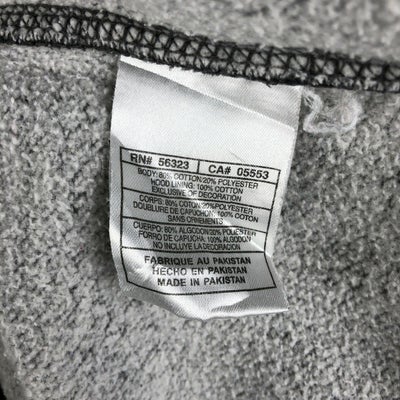 RN# 56323 CA# 05553
BODY: 80% COTTON 20% POLYESTER
HOOD LINING: 100% COTTON
EXCLUSIVE OF DECORATION
CORPS: 80% COTON 20% POLYESTER
DOUBLURE DE CAPUCHON: 100% COTON
SANS ORNEMENTS
CUERPO: 80% ALGODON 20% POLIESTER
FORRO DE CAPUCHA: 100% ALGODON
NO INCLUYE LA DECORACION
FABRIQUE AU PAKISTAN
HECHO EN PAKISTAN
MADE IN PAKISTAN